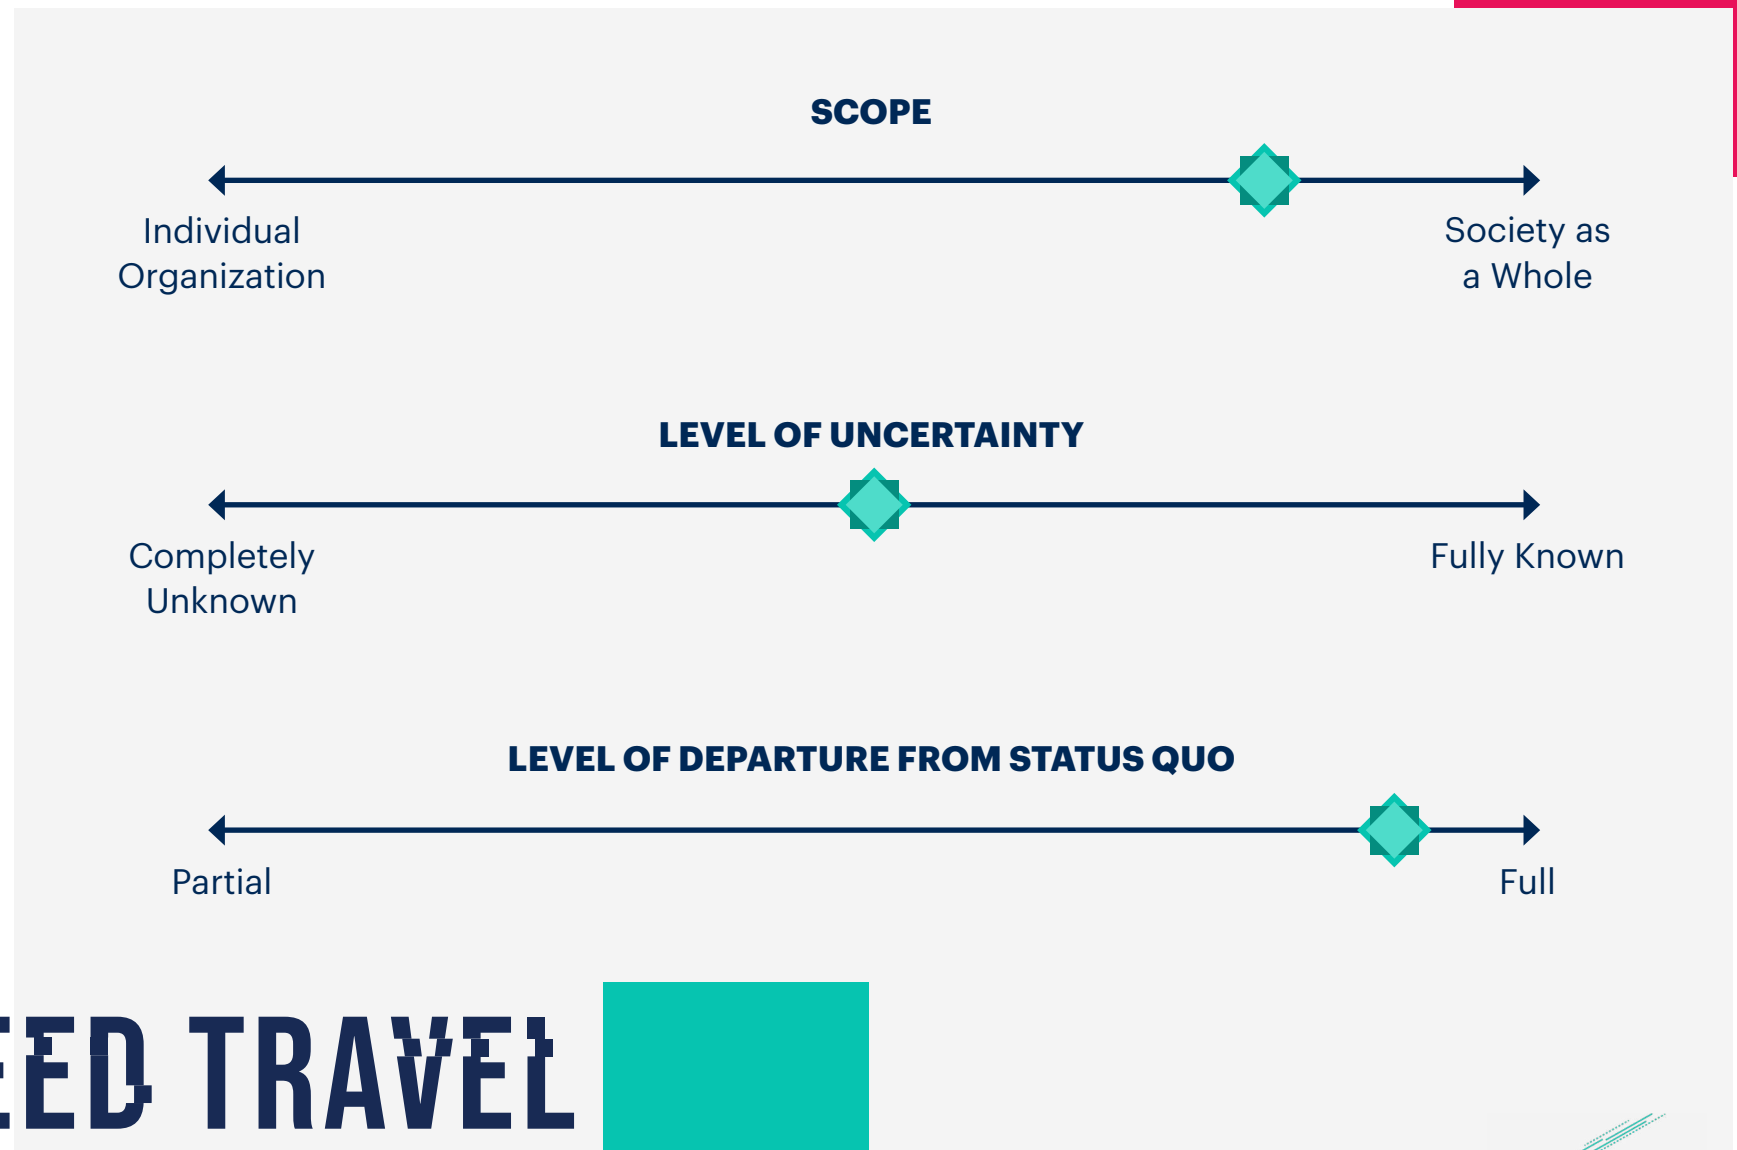 SCOPE
Individual
Organization
Society as
a Whole
LEVEL OF UNCERTAINTY
Completely
Unknown
Fully Known
LEVEL OF DEPARTURE FROM STATUS QUO
Partial
Full
TRAVEL